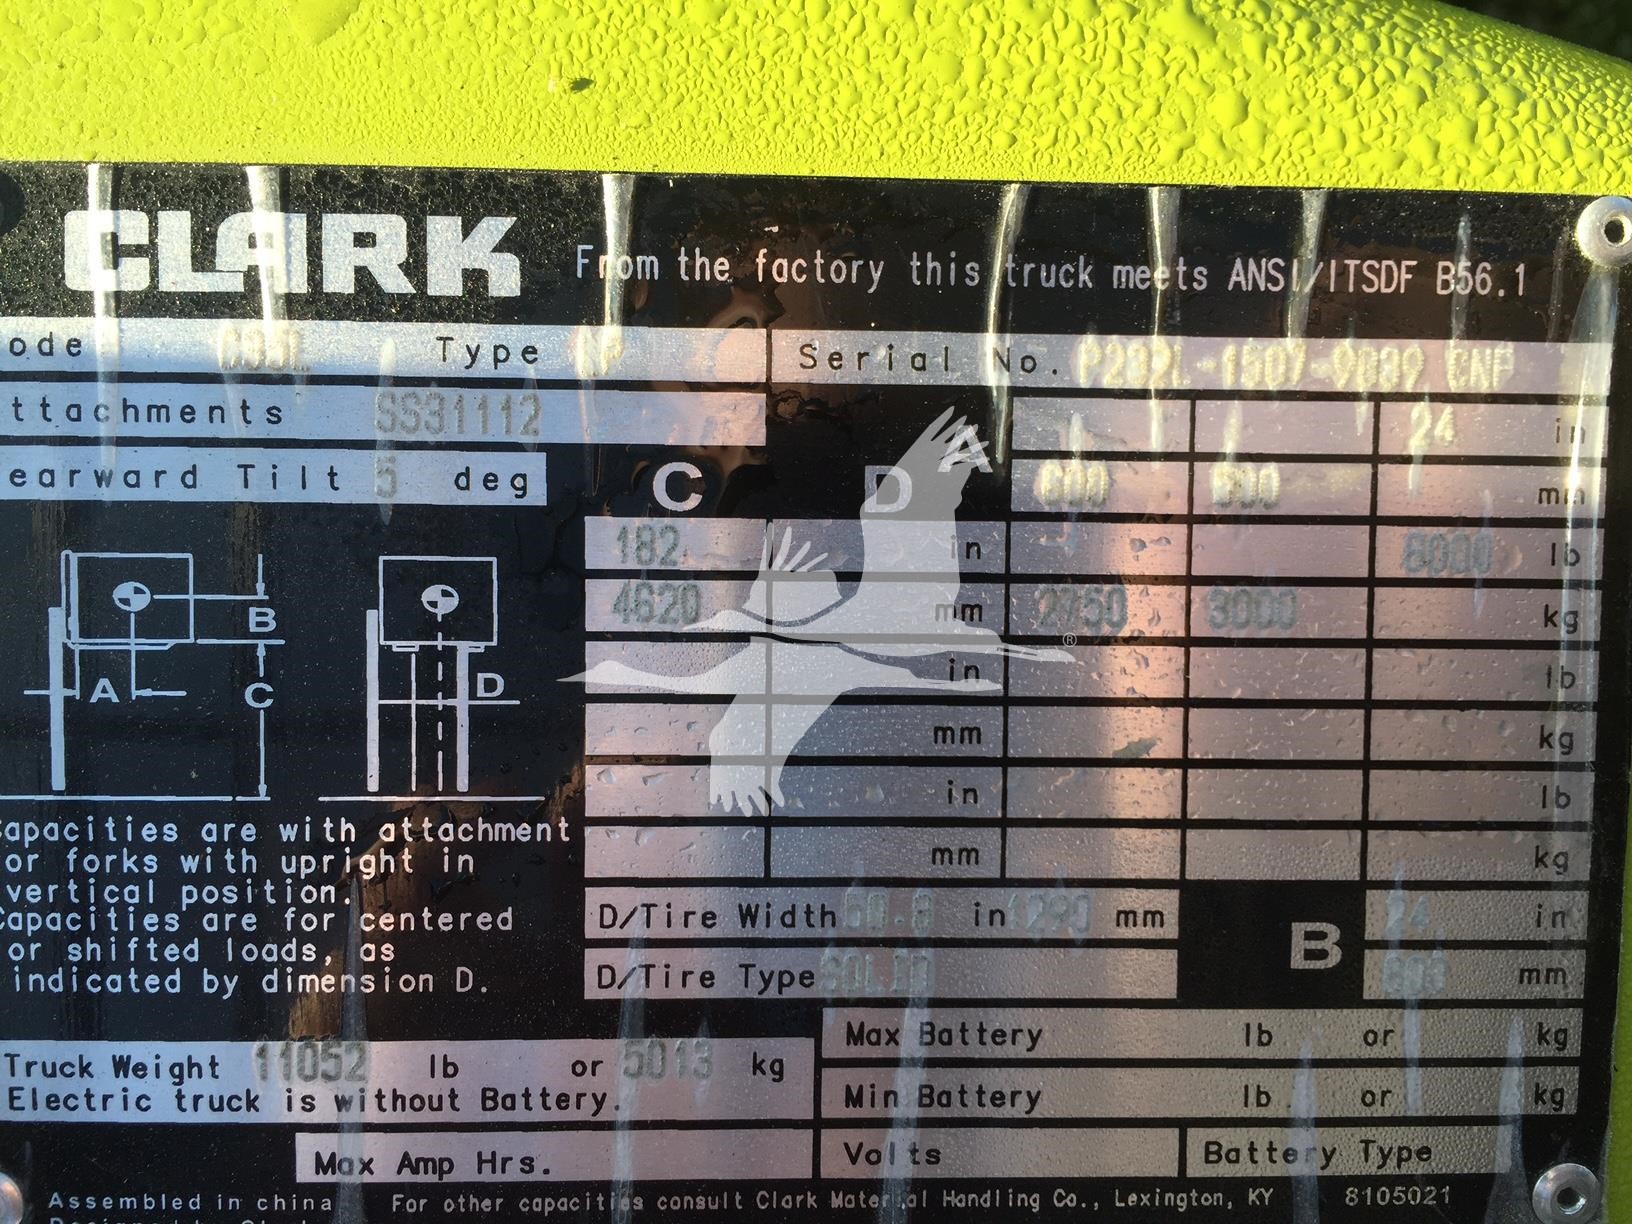 CLARK From the factory this truck meets ANSI/ITSDF B56.1
ode Type Serial No. CNP
ttachments SS31112 A 24 in
earward Tilt 5 deg C D 600 500 mm
182 in lb
4620 mm kg
in lb
mm kg
in lb
mm kg
B
A C D
apacities are with attachment
or forks with upright in
vertical position.
apacities are for centered
or shifted loads, as
indicated by dimension D.
D/Tire Width in mm B 24 in
D/Tire Type mm
Truck Weight 11052 lb or 5013 kg
Electric truck is without Battery.
Max Battery lb or kg
Min Battery lb or kg
Max Amp Hrs. Volts Battery Type
Assembled in china For other capacities consult Clark Material Handling Co., Lexington, KY 8105021
®